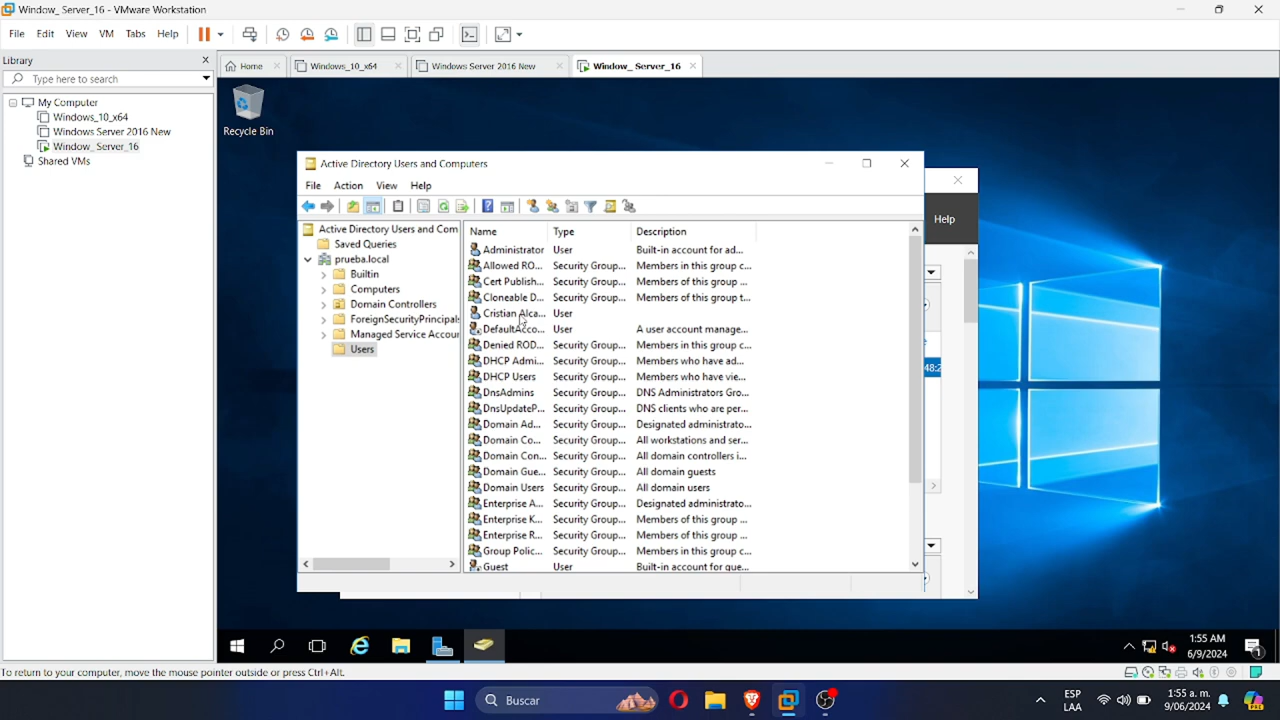 Window_ Server_16 - VMware Workstation
File Edit View VM Tabs Help
Library
Type here to search
My Computer
Windows_10_x64
Windows Server 2016 New
Window_ Server_16
Shared VMs
Home
Windows_10_x64
Windows Server 2016 New
Window_ Server_16
Recycle Bin
Active Directory Users and Computers
File Action View Help
Help
Active Directory Users and Com
Saved Queries
prueba.local
Builtin
Computers
Domain Controllers
ForeignSecurityPrincipals
Managed Service Accour
Users
Name Type Description
Administrator User Built-in account for ad...
Allowed RO... Security Group... Members in this group c...
Cert Publish... Security Group... Members of this group ...
Cloneable D... Security Group... Members of this group t...
Cristian Alca... User
DefaultAcco... User A user account manage...
Denied ROD... Security Group... Members in this group c...
DHCP Admi... Security Group... Members who have ad...
DHCP Users Security Group... Members who have vie...
DnsAdmins Security Group... DNS Administrators Gro...
DnsUpdateP... Security Group... DNS clients who are per...
Domain Ad... Security Group... Designated administrato...
Domain Co... Security Group... All workstations and ser...
Domain Con... Security Group... All domain controllers i...
Domain Gue... Security Group... All domain guests
Domain Users Security Group... All domain users
Enterprise A... Security Group... Designated administrato...
Enterprise K... Security Group... Members of this group ...
Enterprise R... Security Group... Members of this group ...
Group Polic... Security Group... Members in this group c...
Guest User Built-in account for gue...
48:2
1:55 AM
6/9/2024
1
To return to your computer, move the mouse pointer outside or press Ctrl+Alt.
Buscar
ESP
LAA
1:55 a. m.
9/06/2024